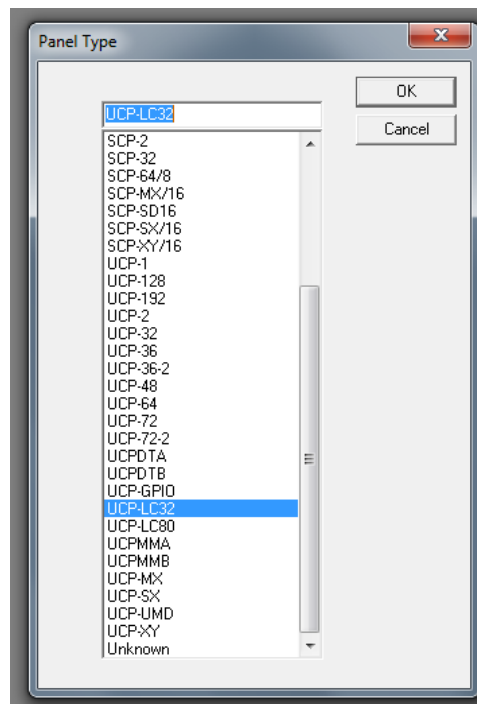 Panel Type
OK
UCP-LC32
Cancel
SCP-2
SCP-32
SCP-64/8
SCP-MX/16
SCP-SD16
SCP-SX/16
SCP-XY/16
UCP-1
UCP-128
UCP-192
UCP-2
UCP-32
UCP-36
UCP-36-2
UCP-48
UCP-64
UCP-72
UCP-72-2
UCPDTA
UCPDTB
UCP-GPIO
UCP-LC32
UCP-LC80
UCPMMA
UCPMMB
UCP-MX
UCP-SX
UCP-UMD
UCP-XY
Unknown